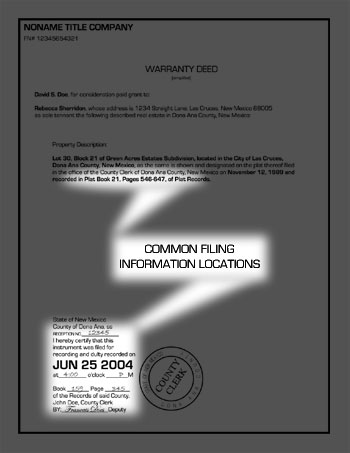 NONAME TITLE COMPANY
FN# 12345654321
WARRANTY DEED
David S. Doe, for consideration paid grant to:
Rebecca Sherridon, whose address is 1234 Straight Lane Las Cruces, New Mexico 88005
as sole tennant the following described real estate in Dona Ana County, New Mexico:
Property Description:
Lot 30, Block 21 of Green Acres Estates Subdivision, located in the City of Las Cruces,
Dona Ana County, New Mexico, as the same is shown and designated on the plat thereof filed
in the office of the County Clerk of Dona Ana County, New Mexico on November 12, 1989 and
recorded in Plat Book 21, Pages 546-647, of Plat Records.
COMMON FILING
INFORMATION LOCATIONS
State of New Mexico
County of Dona Ana, ss
RECEPTION NO. 12345
I hereby certify that this
instrument was filed for
recording and dulty recorded on
JUN 25 2004
at 4:00 o'clock P M
Book 159 Page 345
of the Records of said County.
John Doe, County Clerk
BY: Frances Doe Deputy
COUNTY
CLERK